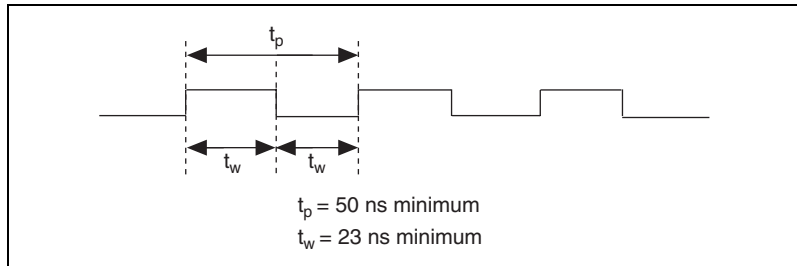 tp
tw tw
tp = 50 ns minimum
tw = 23 ns minimum